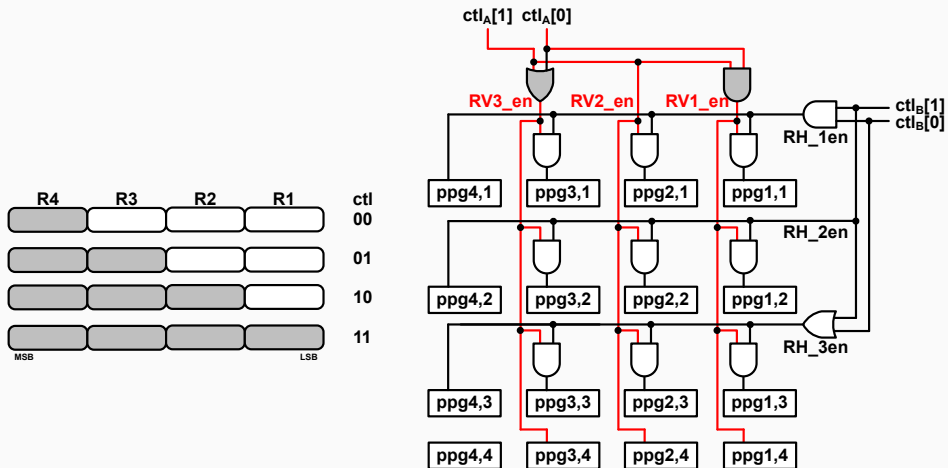 ctlA[1] ctlA[0]
RV3_en RV2_en RV1_en
ctlB[1]
ctlB[0]
RH_1en
ppg4,1 ppg3,1 ppg2,1 ppg1,1
R4 R3 R2 R1 ctl
00
RH_2en
01
ppg4,2 ppg3,2 ppg2,2 ppg1,2
10
11
RH_3en
MSB LSB
ppg4,3 ppg3,3 ppg2,3 ppg1,3
ppg4,4 ppg3,4 ppg2,4 ppg1,4